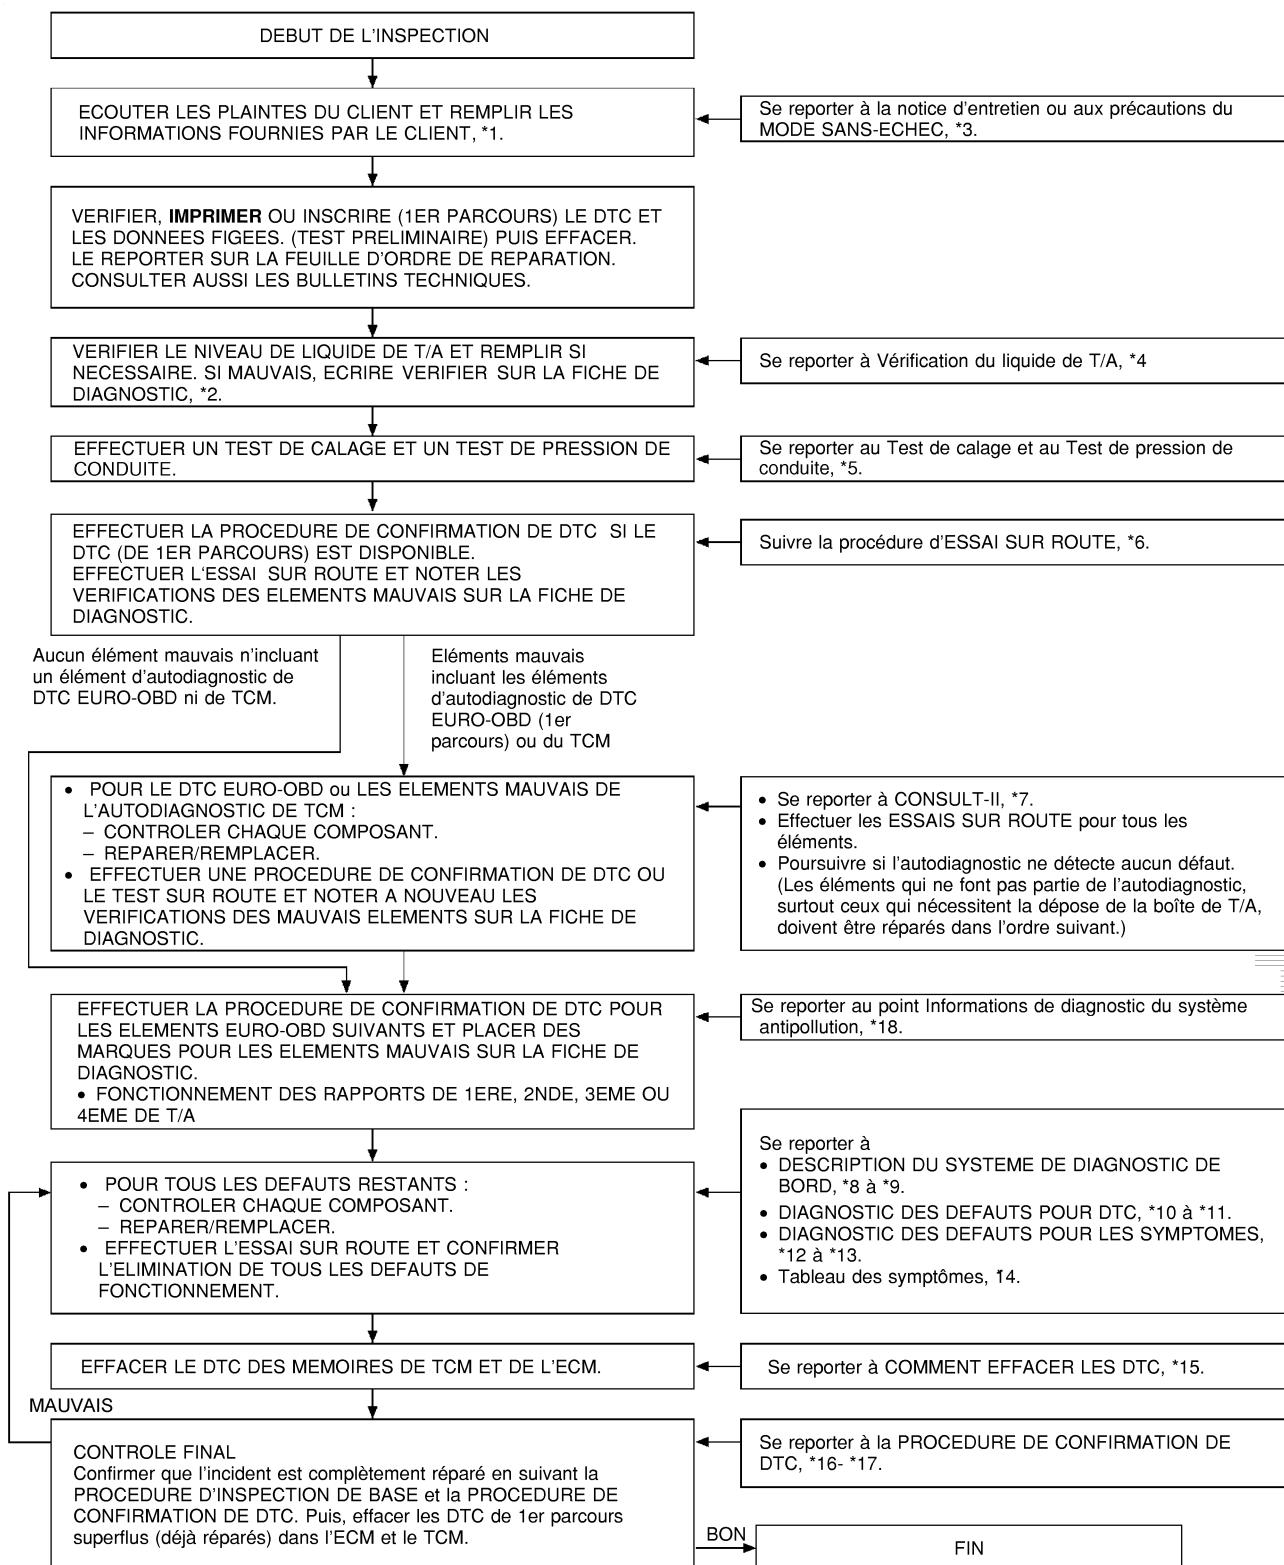 DEBUT DE L'INSPECTION
ECOUTER LES PLAINTES DU CLIENT ET REMPLIR LES
INFORMATIONS FOURNIES PAR LE CLIENT, *1.
Se reporter à la notice d'entretien ou aux précautions du
MODE SANS-ECHEC, *3.
VERIFIER, IMPRIMER OU INSCRIRE (1ER PARCOURS) LE DTC ET
LES DONNEES FIGEES. (TEST PRELIMINAIRE) PUIS EFFACER.
LE REPORTER SUR LA FEUILLE D'ORDRE DE REPARATION.
CONSULTER AUSSI LES BULLETINS TECHNIQUES.
VERIFIER LE NIVEAU DE LIQUIDE DE T/A ET REMPLIR SI
NECESSAIRE. SI MAUVAIS, ECRIRE VERIFIER SUR LA FICHE DE
DIAGNOSTIC, *2.
Se reporter à Vérification du liquide de T/A, *4
EFFECTUER UN TEST DE CALAGE ET UN TEST DE PRESSION DE
CONDUITE.
Se reporter au Test de calage et au Test de pression de
conduite, *5.
EFFECTUER LA PROCEDURE DE CONFIRMATION DE DTC SI LE
DTC (DE 1ER PARCOURS) EST DISPONIBLE.
EFFECTUER L'ESSAI SUR ROUTE ET NOTER LES
VERIFICATIONS DES ELEMENTS MAUVAIS SUR LA FICHE DE
DIAGNOSTIC.
Suivre la procédure d'ESSAI SUR ROUTE, *6.
Aucun élément mauvais n'incluant
un élément d'autodiagnostic de
DTC EURO-OBD ni de TCM.
Eléments mauvais
incluant les éléments
d'autodiagnostic de DTC
EURO-OBD (1er
parcours) ou du TCM
• POUR LE DTC EURO-OBD ou LES ELEMENTS MAUVAIS DE
L'AUTODIAGNOSTIC DE TCM :
– CONTROLER CHAQUE COMPOSANT.
– REPARER/REMPLACER.
• EFFECTUER UNE PROCEDURE DE CONFIRMATION DE DTC OU
LE TEST SUR ROUTE ET NOTER A NOUVEAU LES
VERIFICATIONS DES MAUVAIS ELEMENTS SUR LA FICHE DE
DIAGNOSTIC.
• Se reporter à CONSULT-II, *7.
• Effectuer les ESSAIS SUR ROUTE pour tous les
éléments.
• Poursuivre si l'autodiagnostic ne détecte aucun défaut.
(Les éléments qui ne font pas partie de l'autodiagnostic,
surtout ceux qui nécessitent la dépose de la boîte de T/A,
doivent être réparés dans l'ordre suivant.)
EFFECTUER LA PROCEDURE DE CONFIRMATION DE DTC POUR
LES ELEMENTS EURO-OBD SUIVANTS ET PLACER DES
MARQUES POUR LES ELEMENTS MAUVAIS SUR LA FICHE DE
DIAGNOSTIC.
• FONCTIONNEMENT DES RAPPORTS DE 1ERE, 2NDE, 3EME OU
4EME DE T/A
Se reporter au point Informations de diagnostic du système
antipollution, *18.
• POUR TOUS LES DEFAUTS RESTANTS :
– CONTROLER CHAQUE COMPOSANT.
– REPARER/REMPLACER.
• EFFECTUER L'ESSAI SUR ROUTE ET CONFIRMER
L'ELIMINATION DE TOUS LES DEFAUTS DE
FONCTIONNEMENT.
Se reporter à
• DESCRIPTION DU SYSTEME DE DIAGNOSTIC DE
BORD, *8 à *9.
• DIAGNOSTIC DES DEFAUTS POUR DTC, *10 à *11.
• DIAGNOSTIC DES DEFAUTS POUR LES SYMPTOMES,
*12 à *13.
• Tableau des symptômes, *14.
EFFACER LE DTC DES MEMOIRES DE TCM ET DE L'ECM.
Se reporter à COMMENT EFFACER LES DTC, *15.
MAUVAIS
CONTROLE FINAL
Confirmer que l'incident est complètement réparé en suivant la
PROCEDURE D'INSPECTION DE BASE et la PROCEDURE DE
CONFIRMATION DE DTC. Puis, effacer les DTC de 1er parcours
superflus (déjà réparés) dans l'ECM et le TCM.
Se reporter à la PROCEDURE DE CONFIRMATION DE
DTC, *16- *17.
BON
FIN